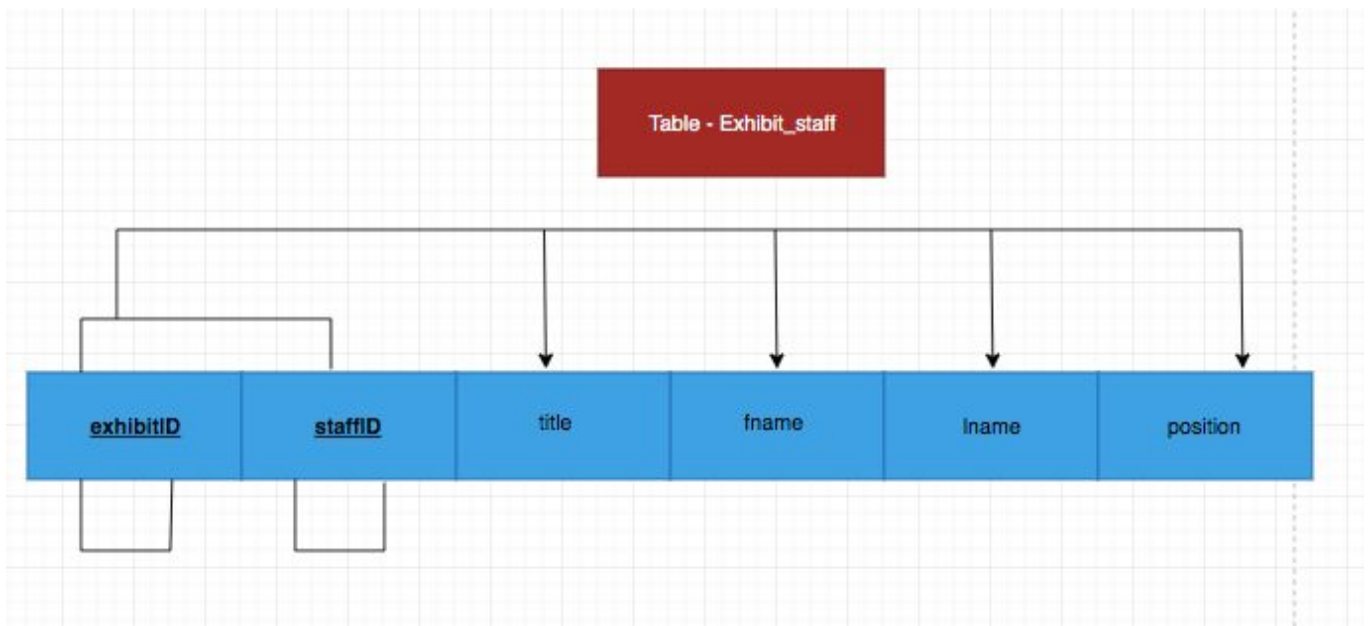 Table - Exhibit_staff
exhibitID
staffID
title
fname
lname
position